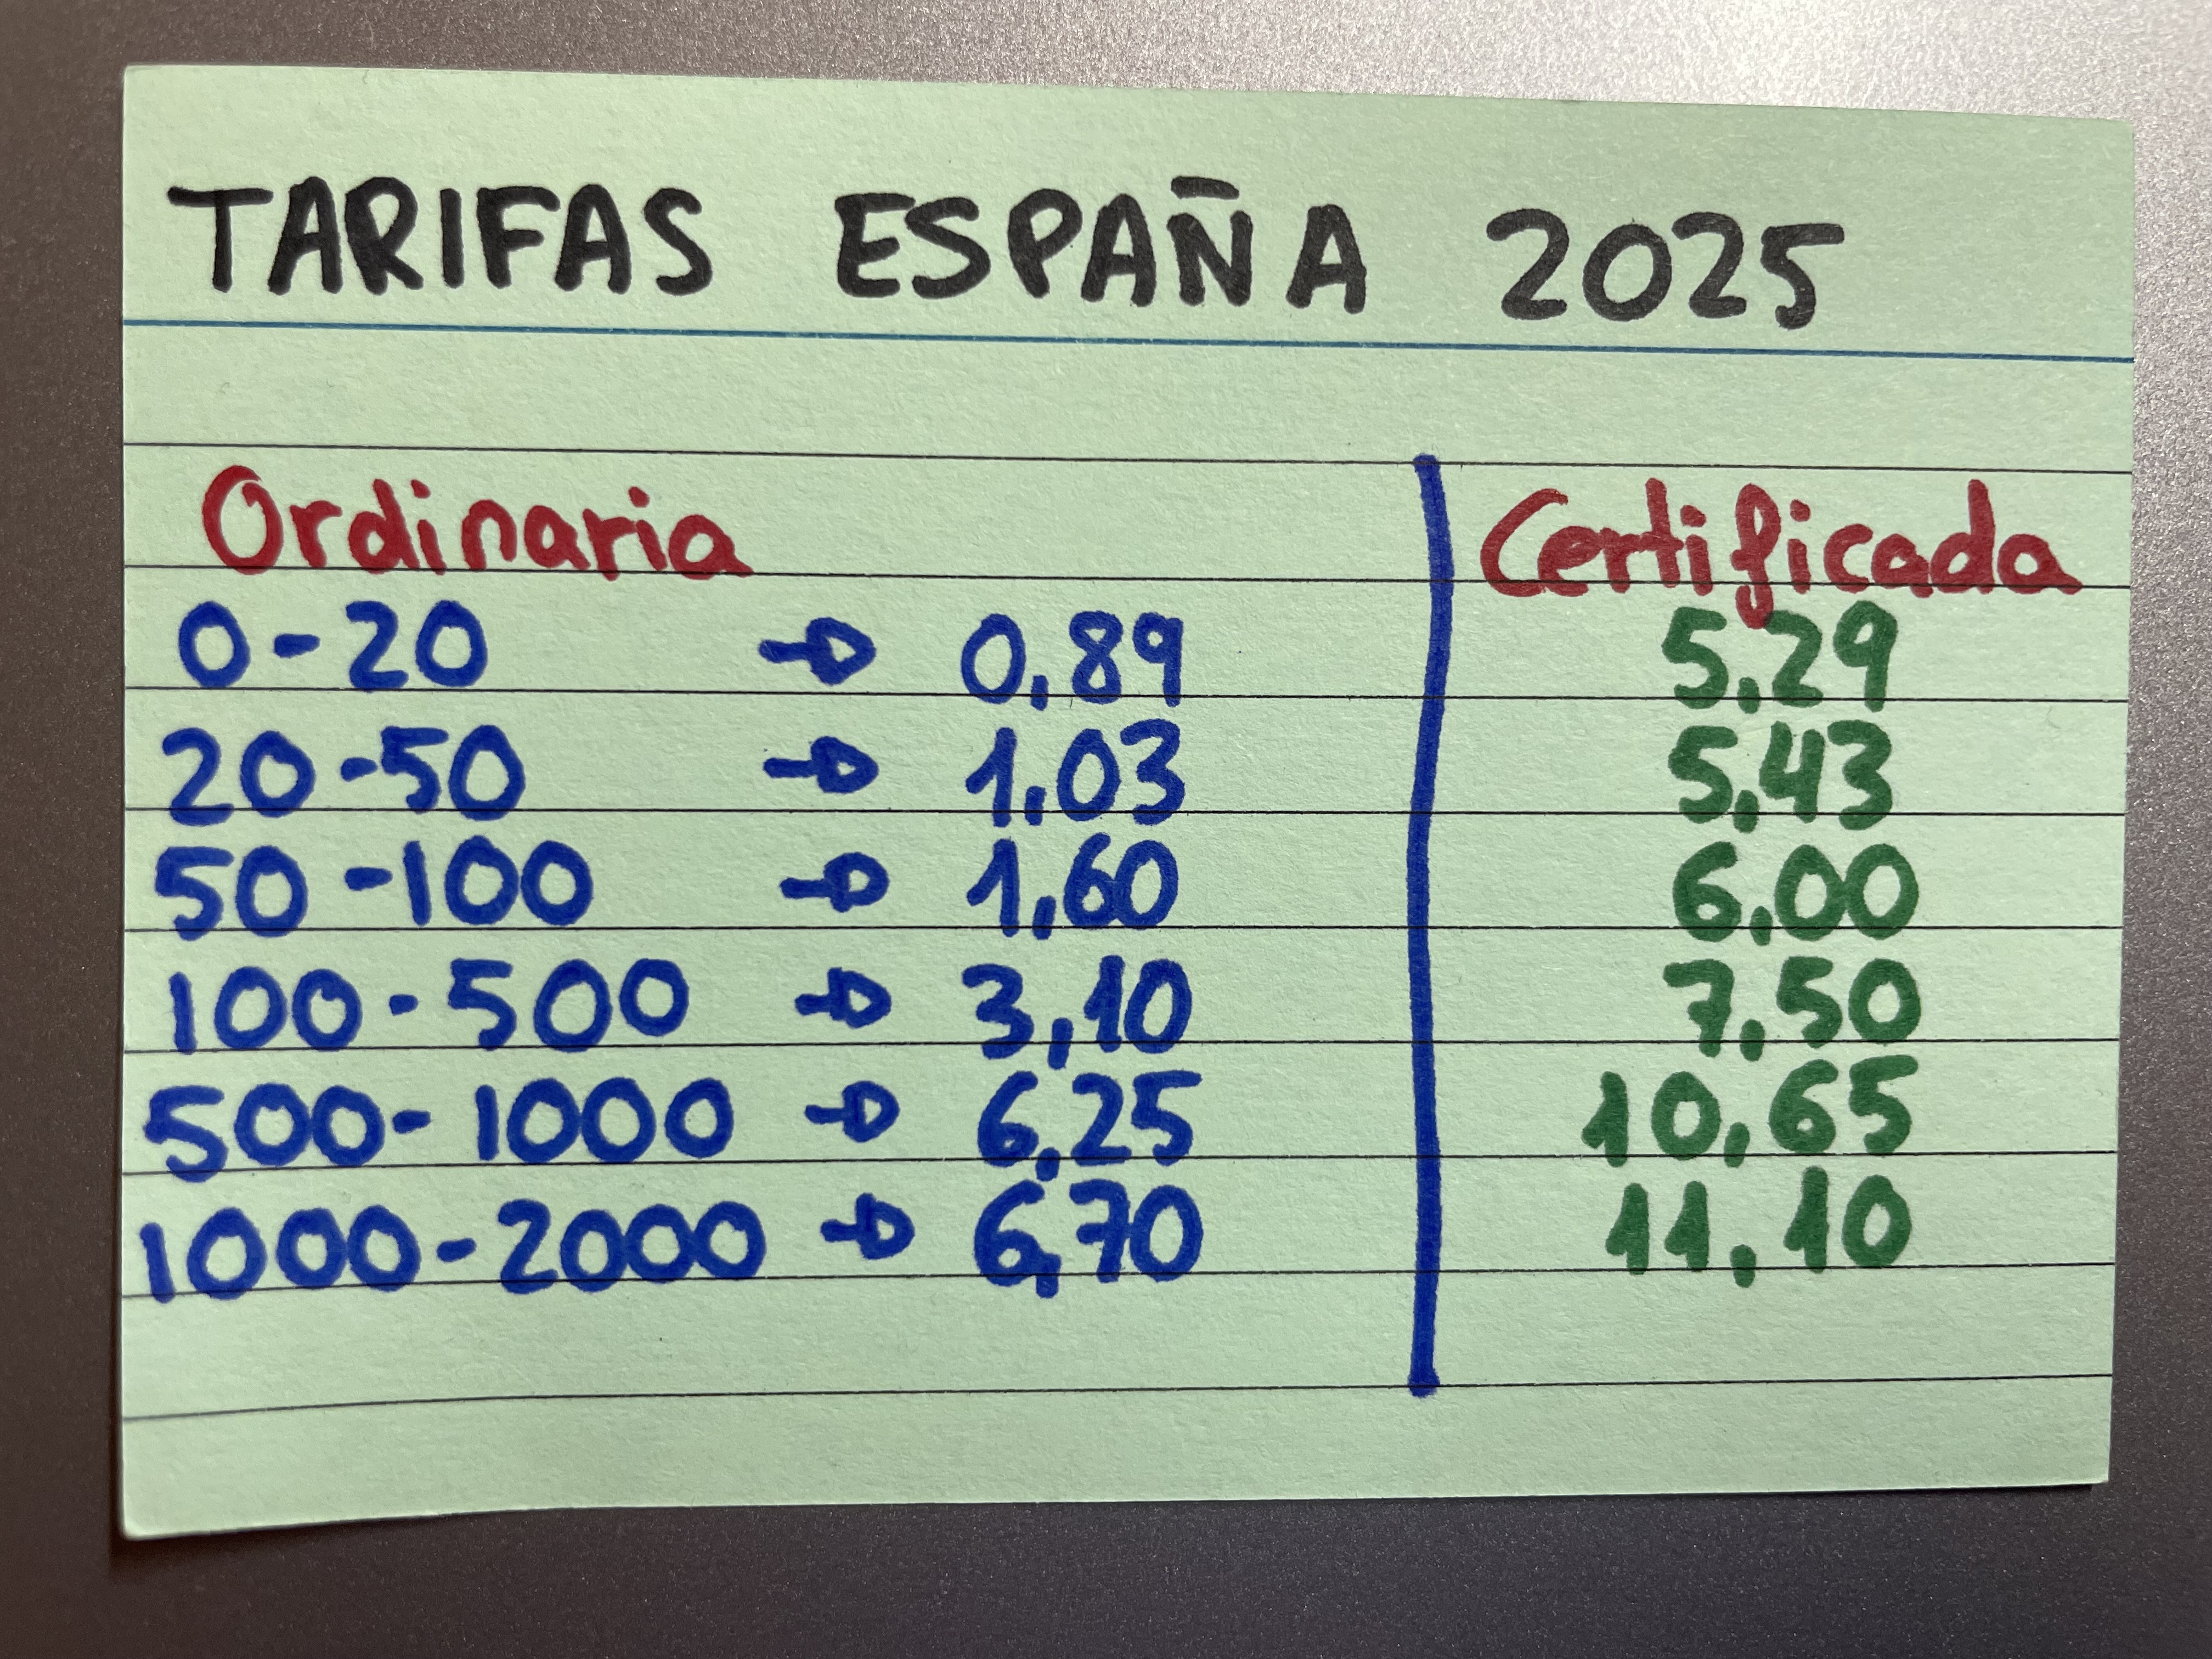 TARIFAS ESPAÑA 2025
Ordinaria Certificada
0-20 → 0,89 5,29
20-50 → 1,03 5,43
50-100 → 1,60 6,00
100-500 → 3,10 7,50
500-1000 → 6,25 10,65
1000-2000 → 6,70 11,10